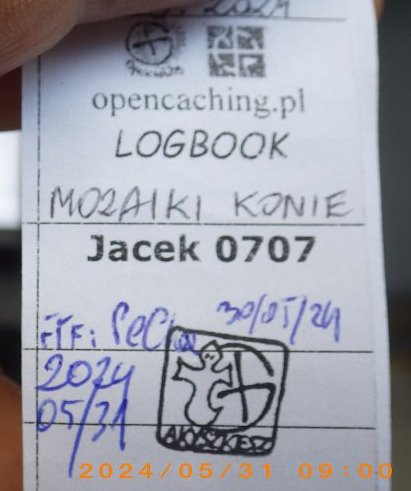 2024
opencaching.pl
LOGBOOK
MOZAIKI KONIE
Jacek 0707
FTF: 30/05/24
2024
05/31
2024/05/31 09:00